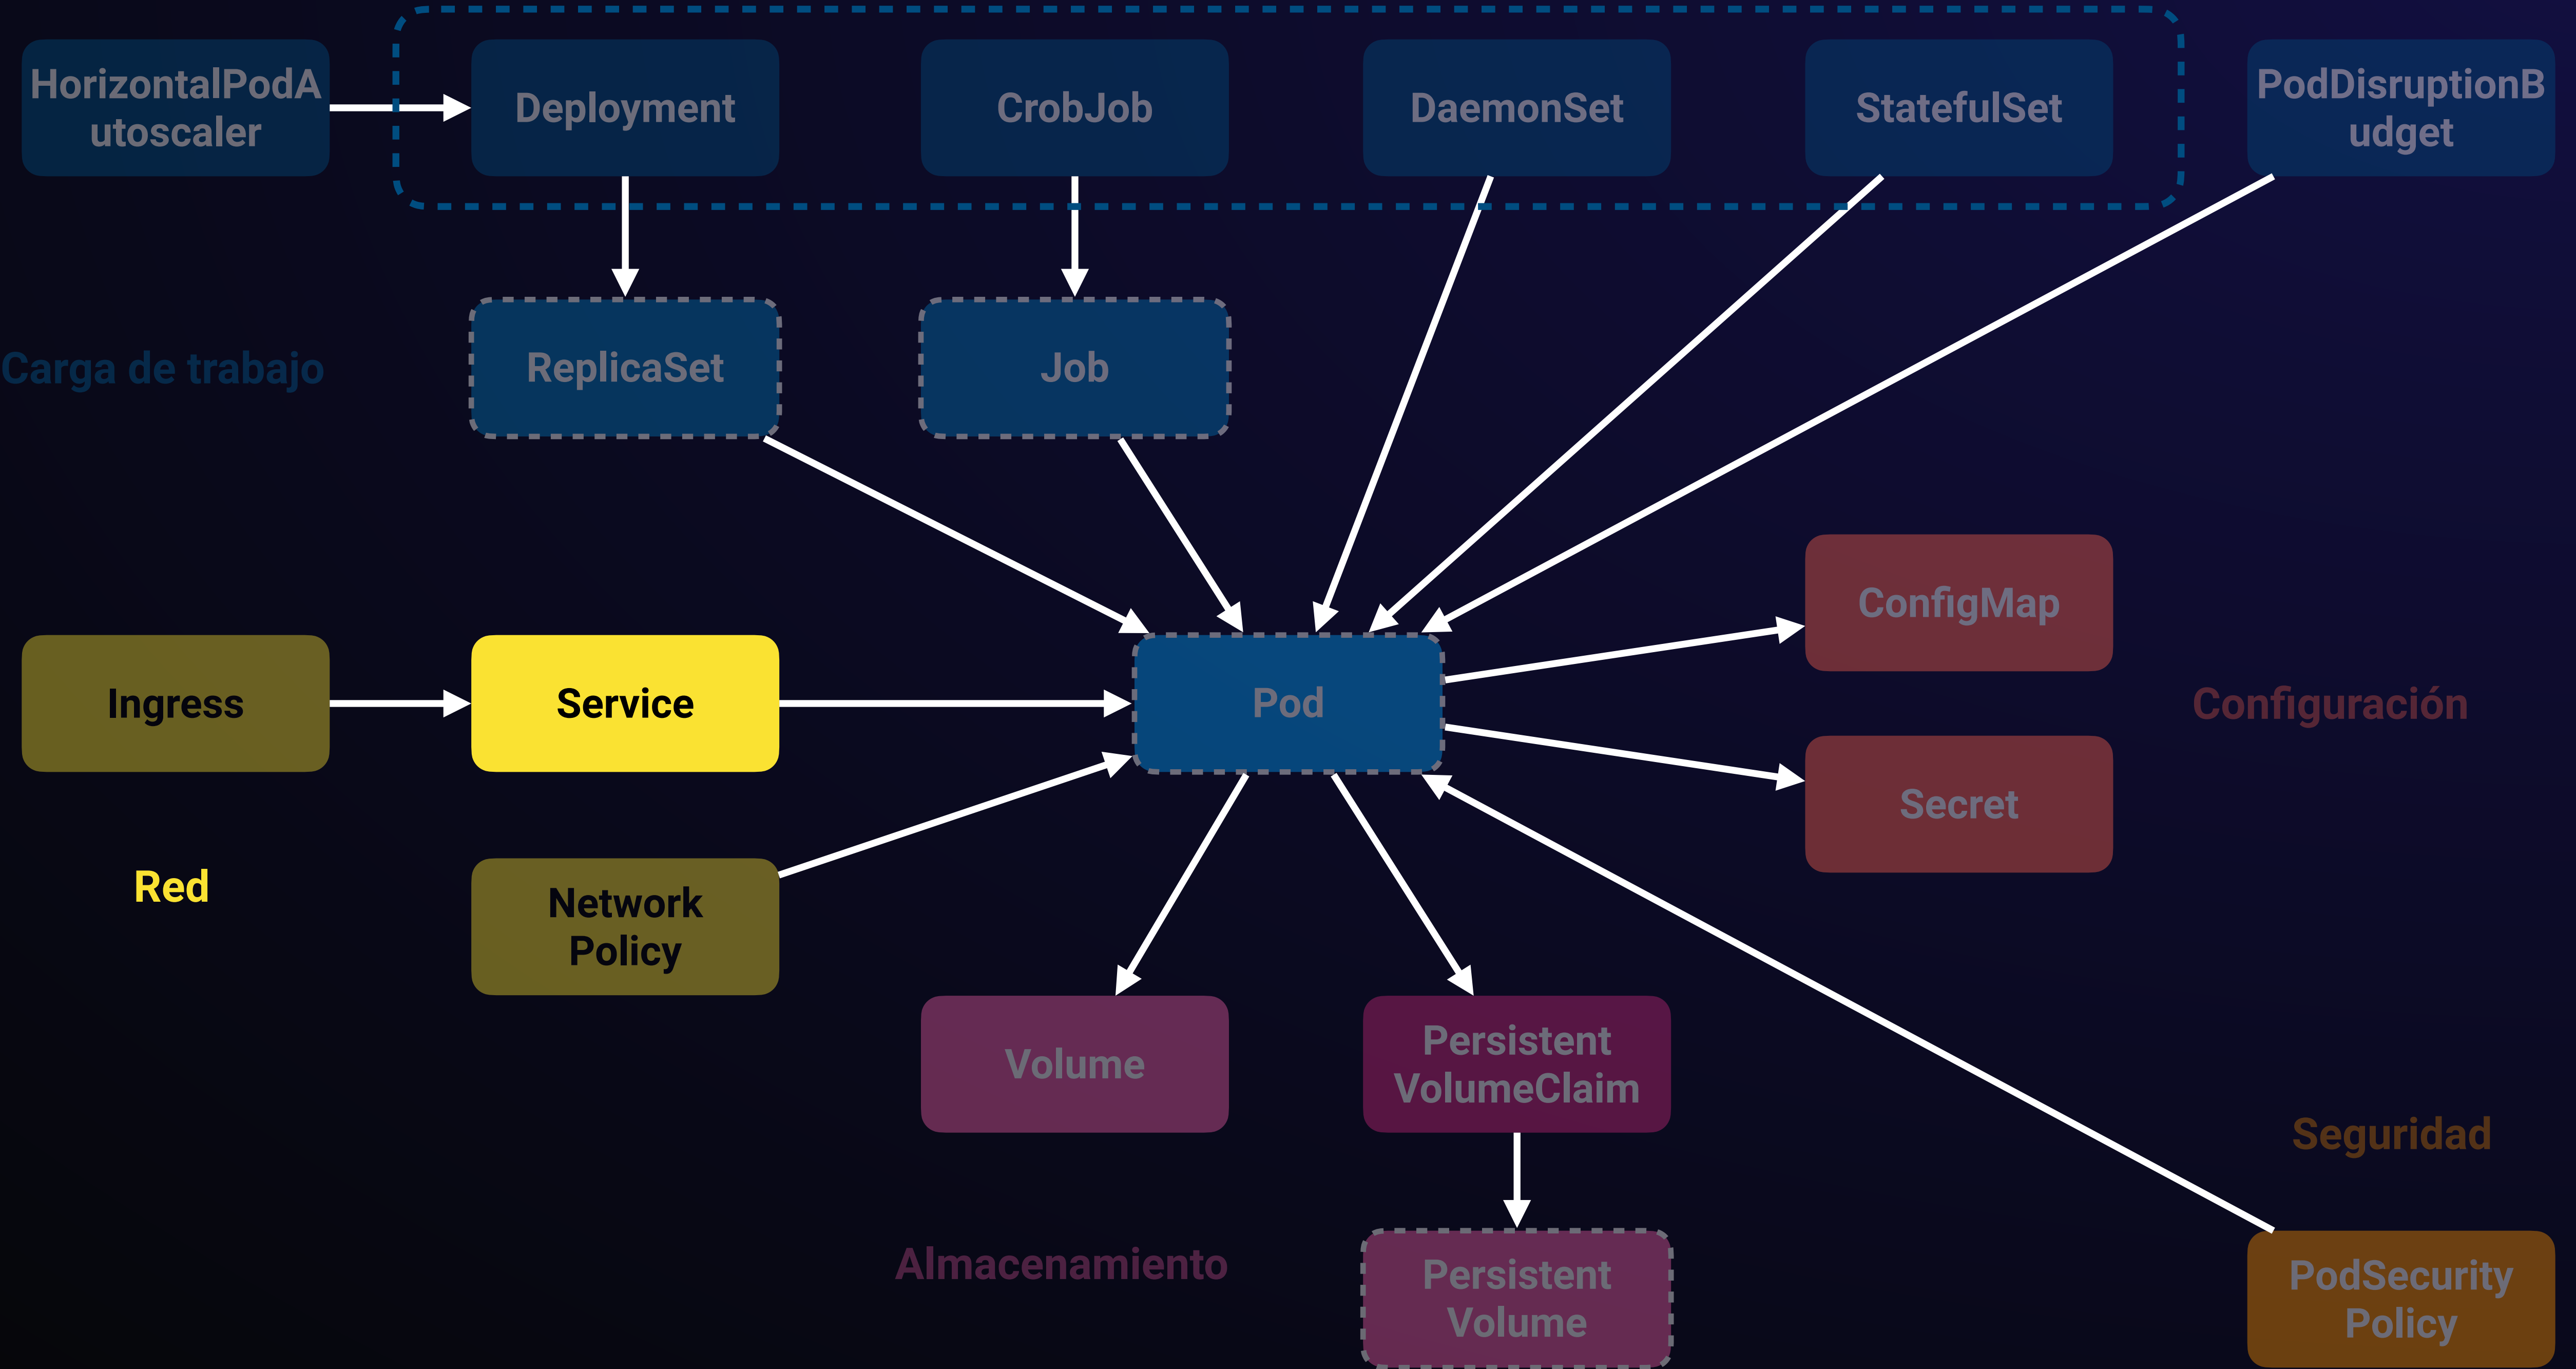 HorizontalPodA
utoscaler
Deployment
CrobJob
DaemonSet
StatefulSet
PodDisruptionB
udget
Carga de trabajo
ReplicaSet
Job
ConfigMap
Ingress
Service
Pod
Configuración
Secret
Red
Network
Policy
Volume
Persistent
VolumeClaim
Seguridad
Almacenamiento
Persistent
Volume
PodSecurity
Policy